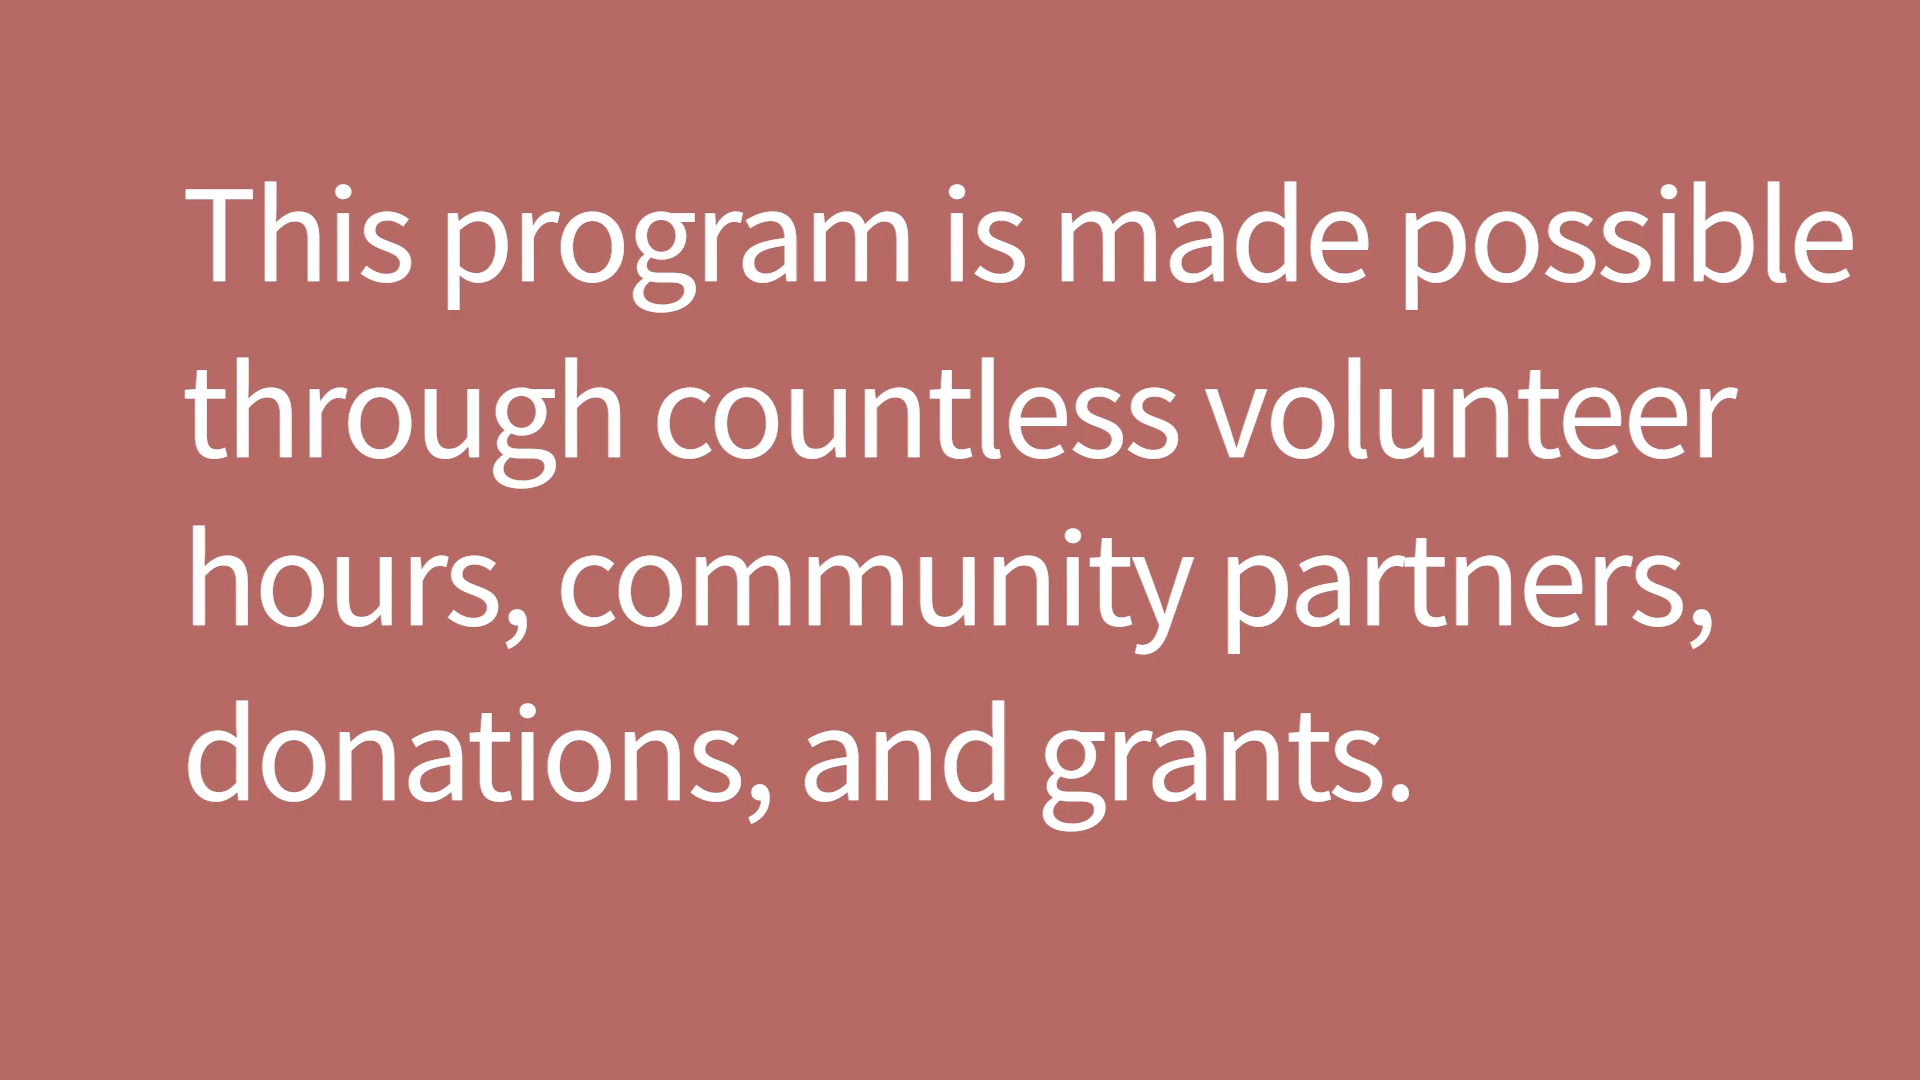 This program is made possible
through countless volunteer
hours, community partners,
donations, and grants.